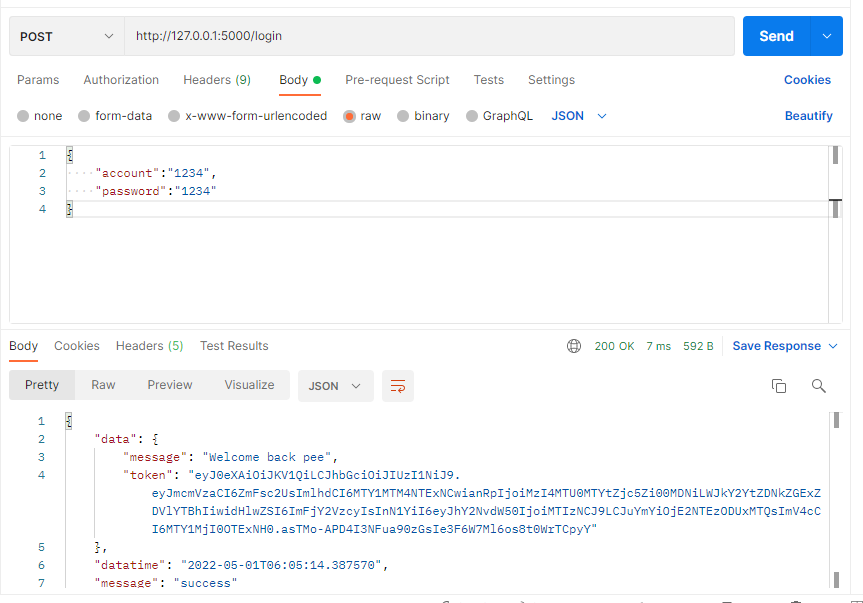 POST http://127.0.0.1:5000/login Send
Params Authorization Headers (9) Body Pre-request Script Tests Settings Cookies
none form-data x-www-form-urlencoded raw binary GraphQL JSON Beautify
1 {
2 "account":"1234",
3 "password":"1234"
4 }
Body Cookies Headers (5) Test Results 200 OK 7 ms 592 B Save Response
Pretty Raw Preview Visualize JSON
1 {
2 "data": {
3 "message": "Welcome back pee",
4 "token": "eyJ0eXAiOiJKV1QiLCJhbGciOiJIUzI1NiJ9.
eyJmcmVzaCI6ZmFsc2UsImlhdCI6MTY1MTM4NTExNCwianRpIjoiMzI4MTU0MTYtZjc5Zi00MDNiLWJkY2YtZDNkZGExZ
DVlYTBhIiwidHlwZSI6ImFjY2VzcyIsInN1YiI6eyJhY2NvdW50IjoiMTIzNCJ9LCJuYmYiOjE2NTEzODUxMTQsImV4cC
I6MTY1MjI0OTExNH0.asTMo-APD4I3NFua90zGsIe3F6W7Ml6os8t0WrTCpyY"
5 },
6 "datatime": "2022-05-01T06:05:14.387570",
7 "message": "success"